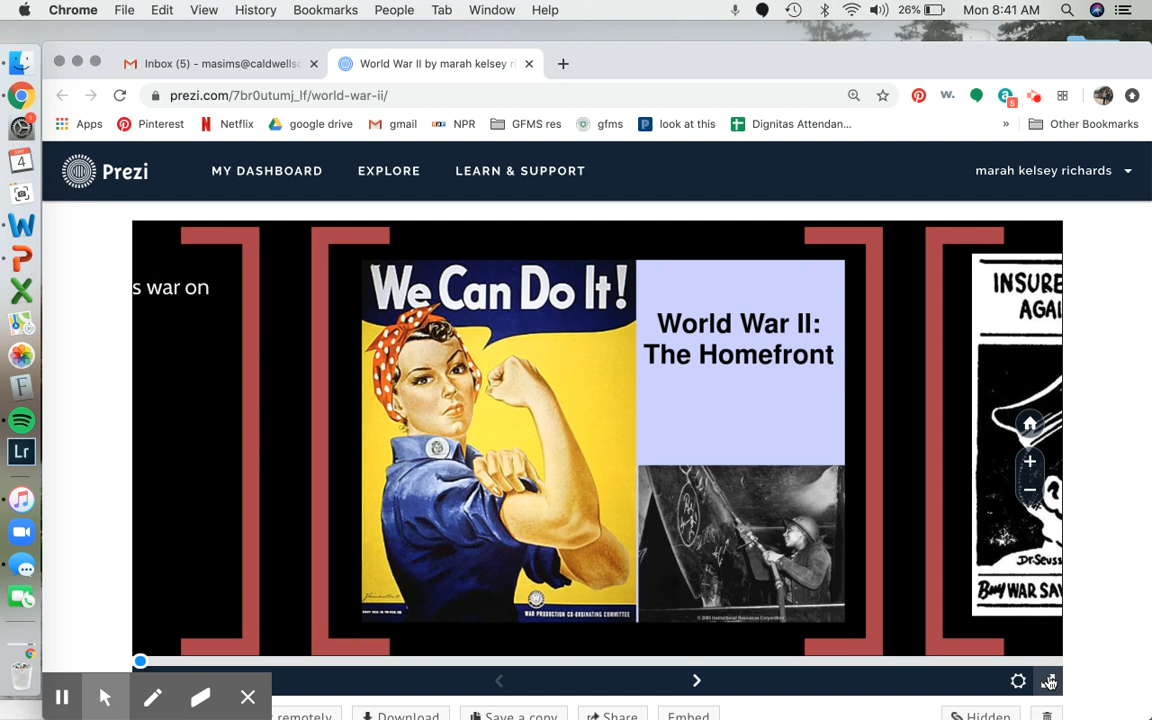 Chrome File Edit View History Bookmarks People Tab Window Help 26% Mon 8:41 AM
Inbox (5) - masims@caldwellsc
World War II by marah kelsey ri
prezi.com/7br0utumj_lf/world-war-ii/
Apps Pinterest Netflix google drive gmail NPR GFMS res gfms look at this Dignitas Attendan... » Other Bookmarks
Prezi MY DASHBOARD EXPLORE LEARN & SUPPORT marah kelsey richards
s war on
We Can Do It!
World War II:
The Homefront
WAR PRODUCTION CO-ORDINATING COMMITTEE
INSURE
AGAI
Dr. Seuss
Buy WAR SAV
remotely Download Save a copy Share Embed Hidden